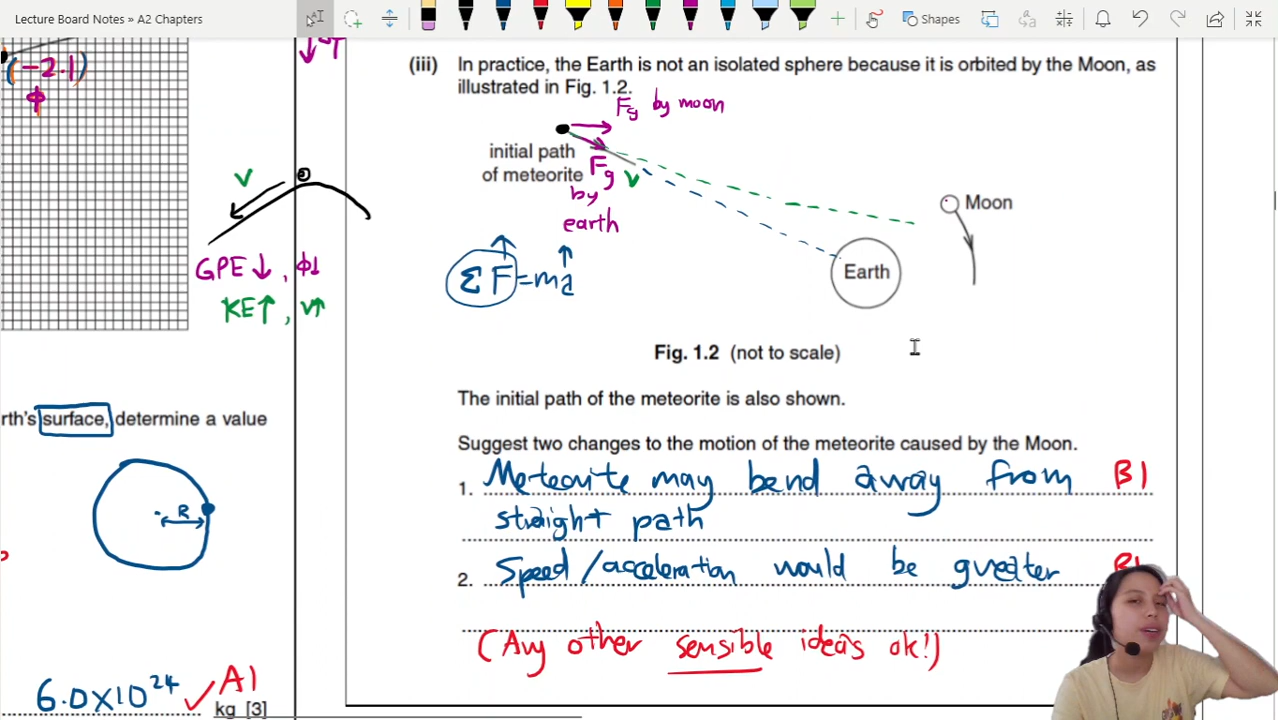 Lecture Board Notes » A2 Chapters
Shapes
(-2.1)
ϕ
(iii) In practice, the Earth is not an isolated sphere because it is orbited by the Moon, as
illustrated in Fig. 1.2.
Fg by moon
initial path
of meteorite
Fg
by
earth
v
Moon
Earth
ΣF = ma
v
GPE ↓, ϕ↓
KE↑, v↑
Fig. 1.2 (not to scale)
The initial path of the meteorite is also shown.
rth's surface, determine a value
Suggest two changes to the motion of the meteorite caused by the Moon.
1. Meteorite may bend away from B1
straight path
R
2. Speed/acceleration would be greater
(Any other sensible ideas ok!)
6.0×10²⁴ ✓ A1
kg [3]